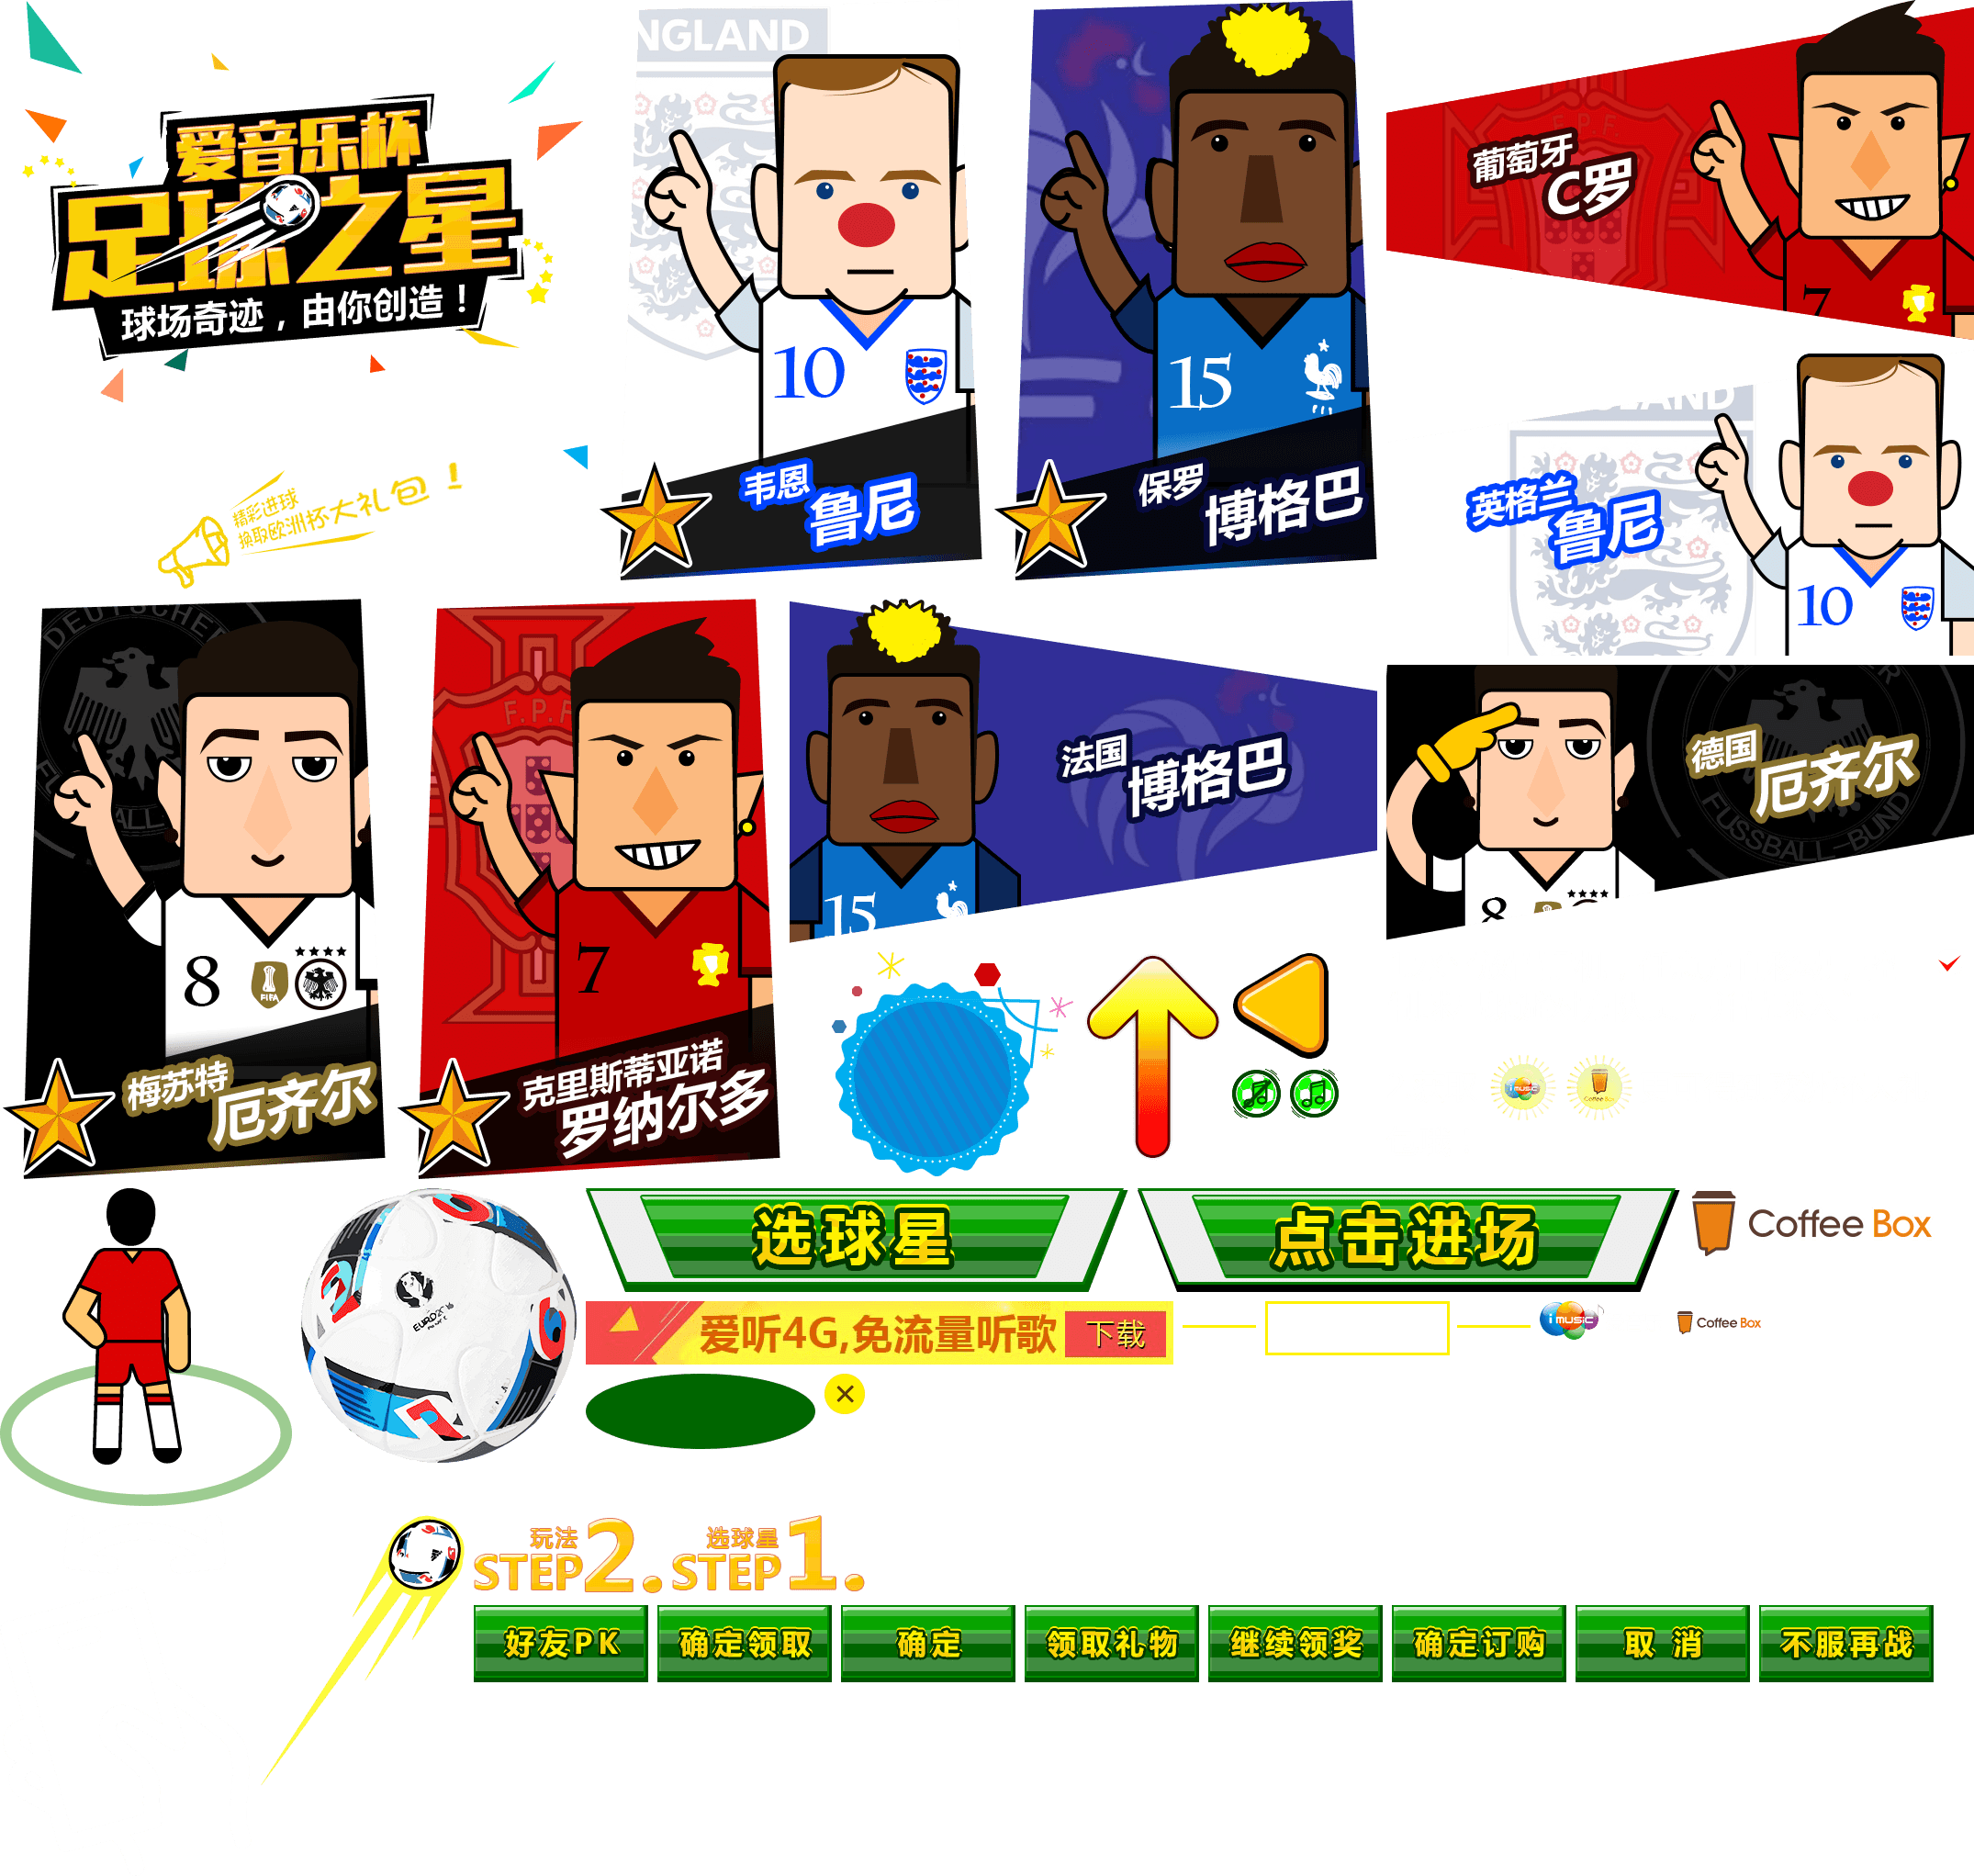 爱音乐杯
足球之星
球场奇迹，由你创造！
精彩进球
换取欧洲杯大礼包！
NGLAND
10
韦恩
鲁尼
15
保罗
博格巴
F.P.F.
葡萄牙
C罗
7
英格兰
鲁尼
10
DEUTSCHER
FUSSBALL
8
FIFA
梅苏特
厄齐尔
F.P.F
7
克里斯蒂亚诺
罗纳尔多
15
法国
博格巴
8
德国
厄齐尔
FUSSBALL-BUND
i music
Coffee Box
EURO2016
选球星
点击进场
Coffee Box
爱听4G,免流量听歌
下载
i music
Coffee Box
玩法
STEP2.
选球星
STEP1.
好友PK
确定领取
确定
领取礼物
继续领奖
确定订购
取 消
不服再战